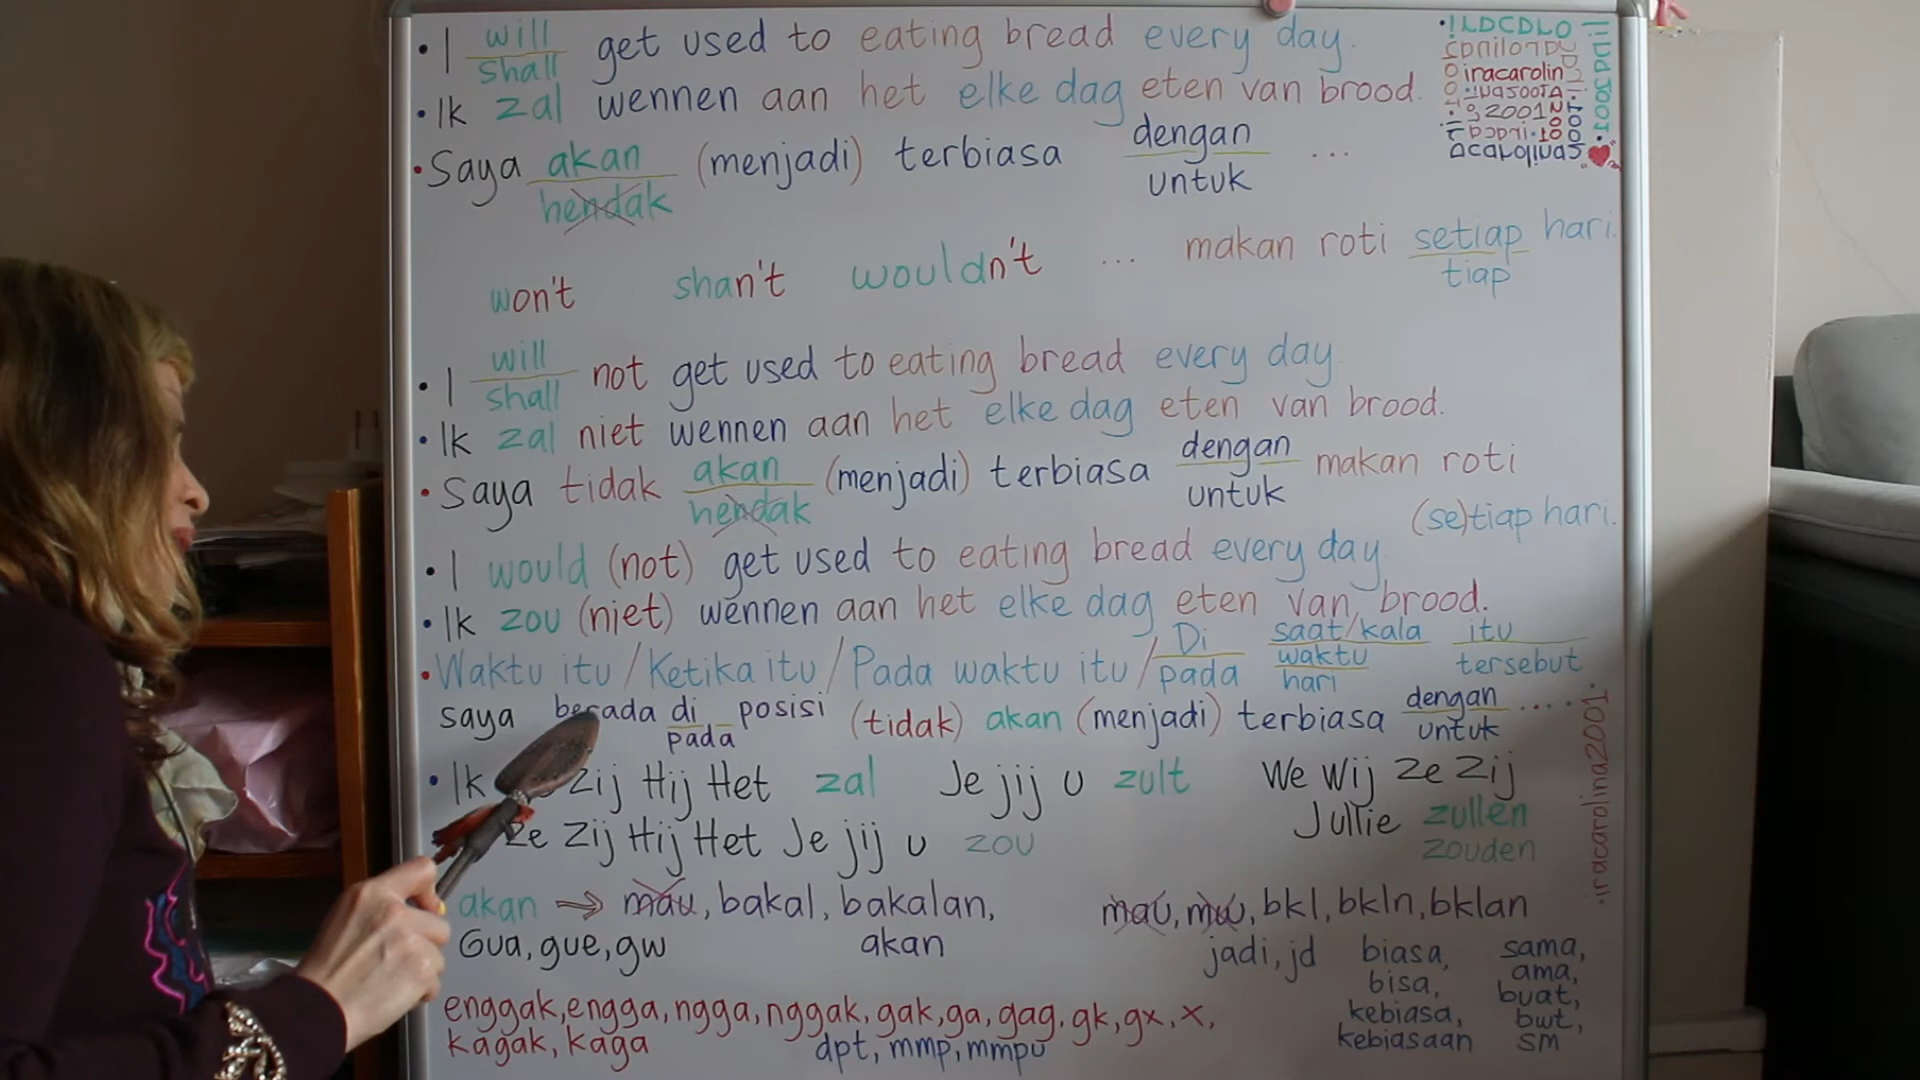 • I will/shall get used to eating bread every day.
• Ik zal wennen aan het elke dag eten van brood.
• Saya akan/hendak (menjadi) terbiasa dengan/untuk ...
... makan roti setiap/tiap hari.
won't shan't wouldn't
• I will/shall not get used to eating bread every day.
• Ik zal niet wennen aan het elke dag eten van brood.
• Saya tidak akan/hendak (menjadi) terbiasa dengan/untuk makan roti
(se)tiap hari.
• I would (not) get used to eating bread every day.
• Ik zou (niet) wennen aan het elke dag eten van brood.
• Waktu itu / Ketika itu / Pada waktu itu / Di/pada saat/kala/waktu/hari itu/tersebut
saya berada di/pada posisi (tidak) akan (menjadi) terbiasa dengan/untuk ....
• Ik Zij Hij Het zal Je jij u zult We Wij Ze Zij
Jullie zullen
Ze Zij Hij Het Je jij u zou zouden
akan ⇒ mau, bakal, bakalan, mau, mw, bkl, bkln, bklan
Gua, gue, gw akan jadi, jd biasa, sama,
bisa, ama,
enggak, engga, ngga, nggak, gak, ga, gag, gk, gx, x, kebiasa, buat, bwt,
kagak, kaga dpt, mmp, mmpu kebiasaan sm
iracarolina2001.